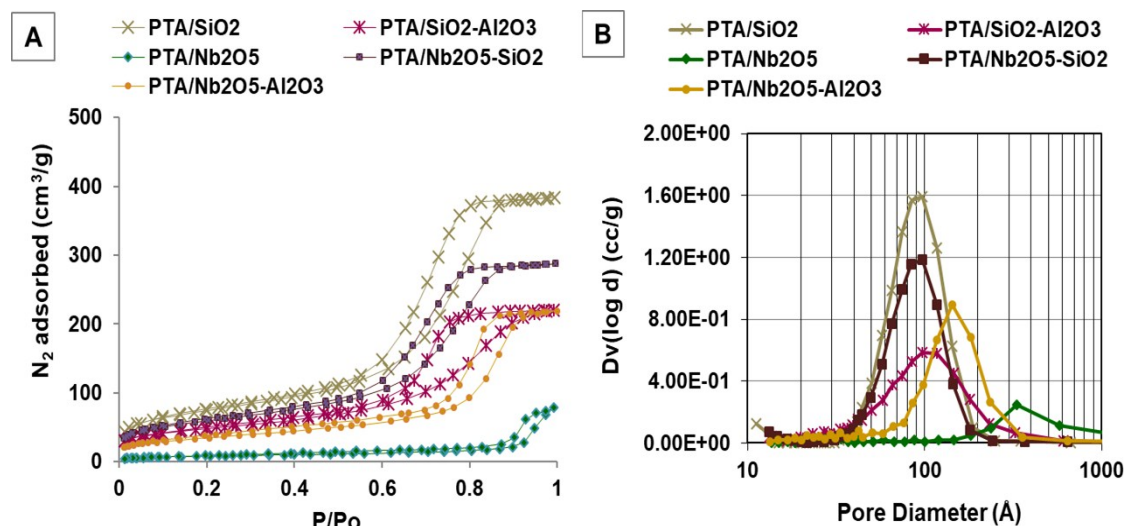 A
PTA/SiO2
PTA/SiO2-Al2O3
PTA/Nb2O5
PTA/Nb2O5-SiO2
PTA/Nb2O5-Al2O3
500
400
300
200
100
0
N2 adsorbed (cm³/g)
0 0.2 0.4 0.6 0.8 1
P/Po
B
PTA/SiO2
PTA/SiO2-Al2O3
PTA/Nb2O5
PTA/Nb2O5-SiO2
PTA/Nb2O5-Al2O3
2.00E+00
1.60E+00
1.20E+00
8.00E-01
4.00E-01
0.00E+00
Dv(log d) (cc/g)
10 100 1000
Pore Diameter (Å)